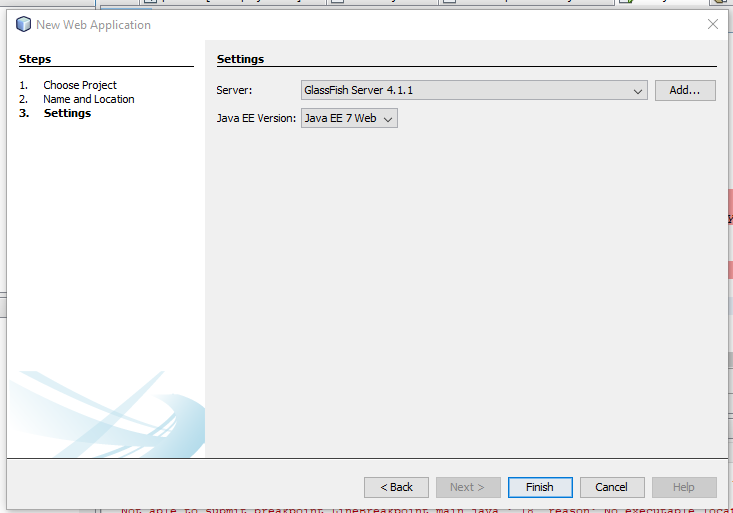 New Web Application
Steps
1. Choose Project
2. Name and Location
3. Settings
Settings
Server: GlassFish Server 4.1.1 Add...
Java EE Version: Java EE 7 Web
< Back Next > Finish Cancel Help
Not able to submit breakpoint LineBreakpoint main.java : reason: No executable